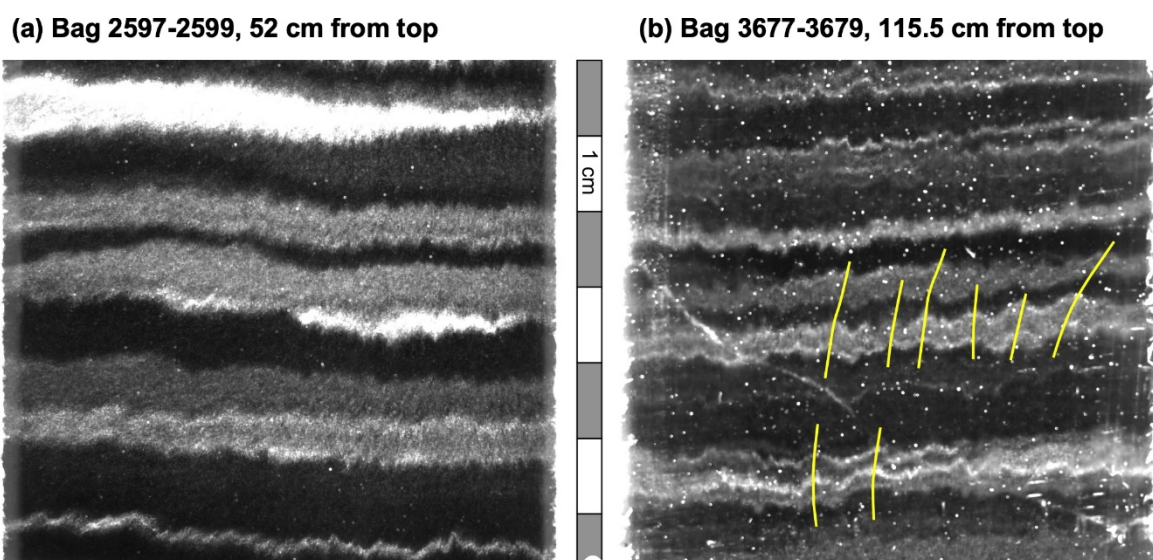 (a) Bag 2597-2599, 52 cm from top
(b) Bag 3677-3679, 115.5 cm from top
1 cm